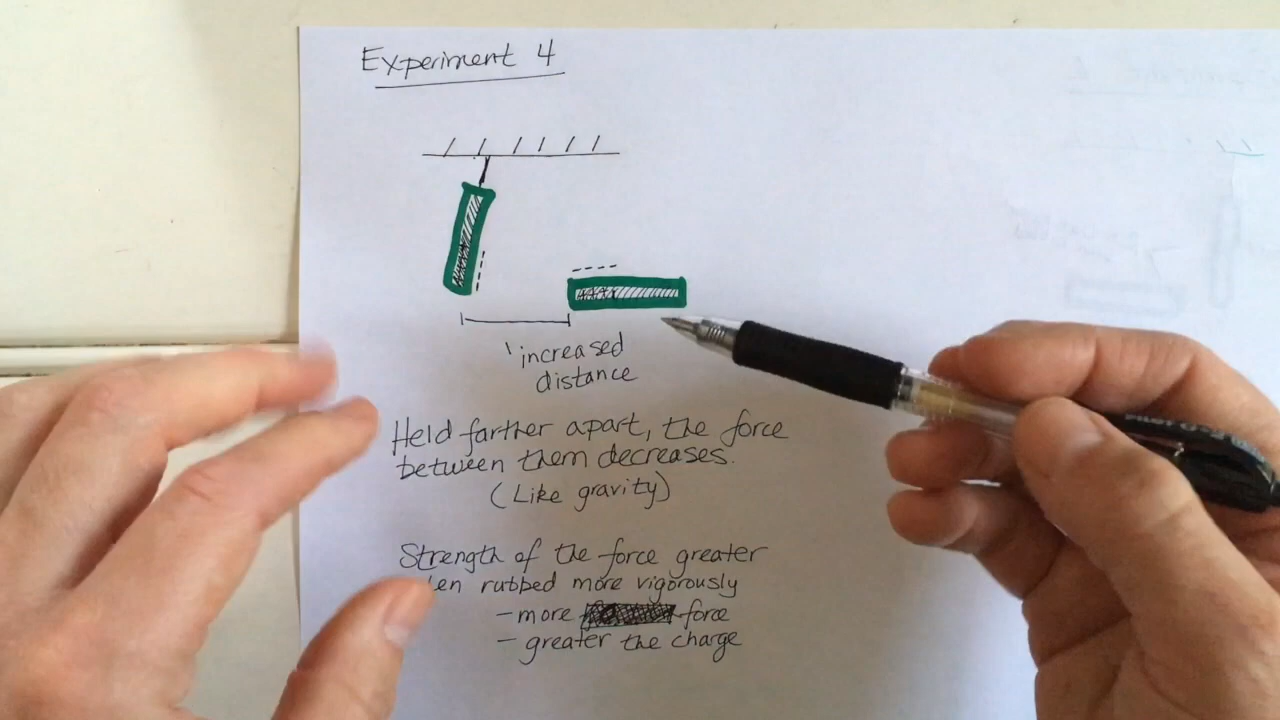 Experiment 4
increased
distance
Held farther apart, the force
between them decreases.
(Like gravity)
Strength of the force greater
rubbed more vigorously
- more force
- greater the charge